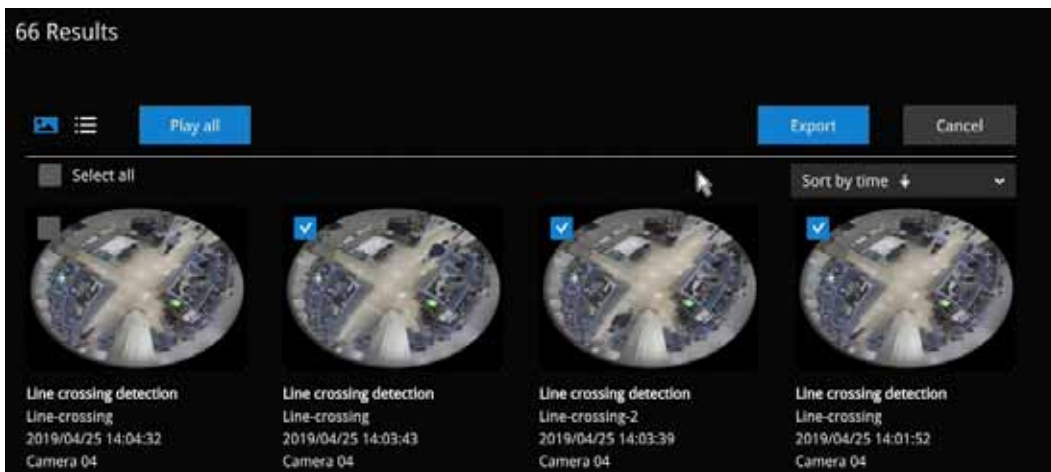 66 Results
Play all
Export
Cancel
Select all
Sort by time
Line crossing detection
Line-crossing
2019/04/25 14:04:32
Camera 04
Line crossing detection
Line-crossing
2019/04/25 14:03:43
Camera 04
Line crossing detection
Line-crossing-2
2019/04/25 14:03:39
Camera 04
Line crossing detection
Line-crossing
2019/04/25 14:01:52
Camera 04